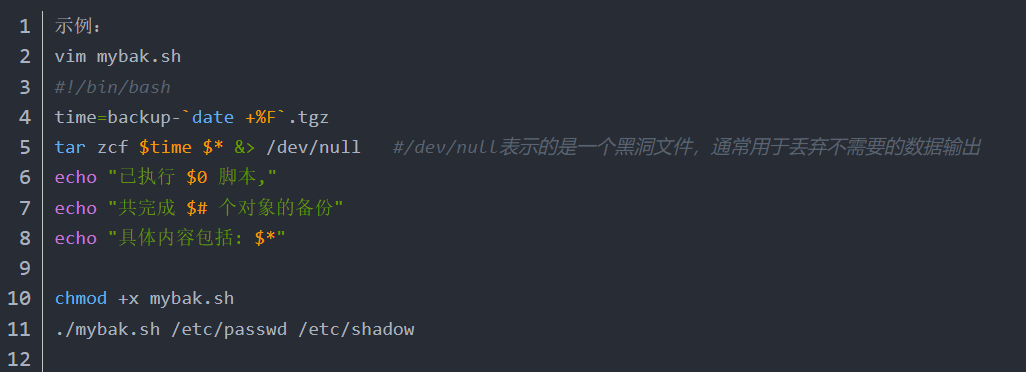 1 示例：
2 vim mybak.sh
3 #!/bin/bash
4 time=backup-`date +%F`.tgz
5 tar zcf $time $* &> /dev/null   #/dev/null表示的是一个黑洞文件，通常用于丢弃不需要的数据输出
6 echo "已执行 $0 脚本,"
7 echo "共完成 $# 个对象的备份"
8 echo "具体内容包括: $*"
9
10 chmod +x mybak.sh
11 ./mybak.sh /etc/passwd /etc/shadow
12